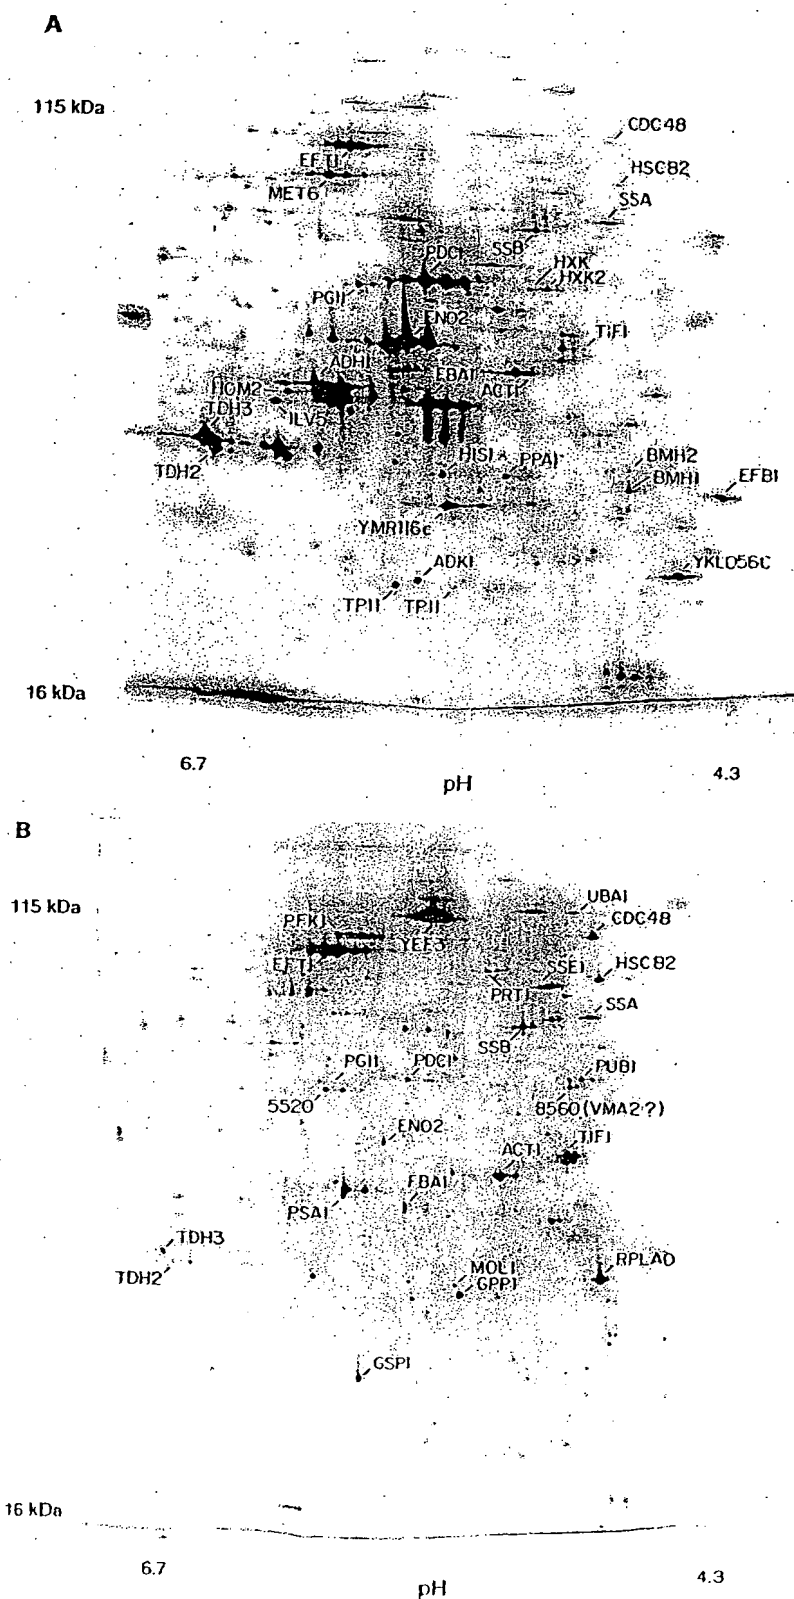 A
115 kDa
CDC48
EFT1
HSC82
MET6
SSA
PDC1
SSB
HXK
HXK2
PGI1
ENO2
TIF1
ADH1
FBA1
HOM2
ACT1
TDH3
ILV5
TDH2
HIS1
PPA1
BMH2
BMH1
EFB1
YMR116c
ADK1
YKL056C
TPI1
TPI1
16 kDa
6.7
pH
4.3
B
115 kDa
UBA1
PFK1
CDC48
YEF3
EFT1
SSE1
HSC82
PRT1
SSA
SSB
PGI1
PDC1
PUB1
5520
8560 (VMA2?)
ENO2
TIF1
ACT1
FBA1
PSA1
TDH3
MOL1
RPLA0
TDH2
GPP1
GSP1
16 kDa
6.7
pH
4.3